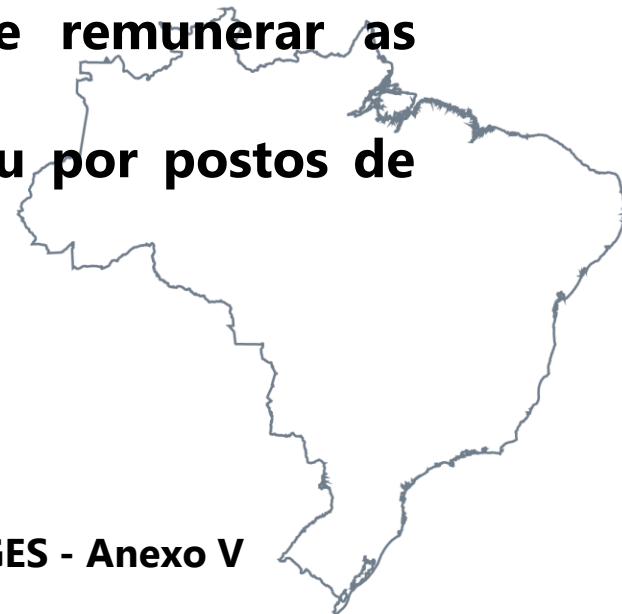 e remunerar as
u por postos de
GES - Anexo V